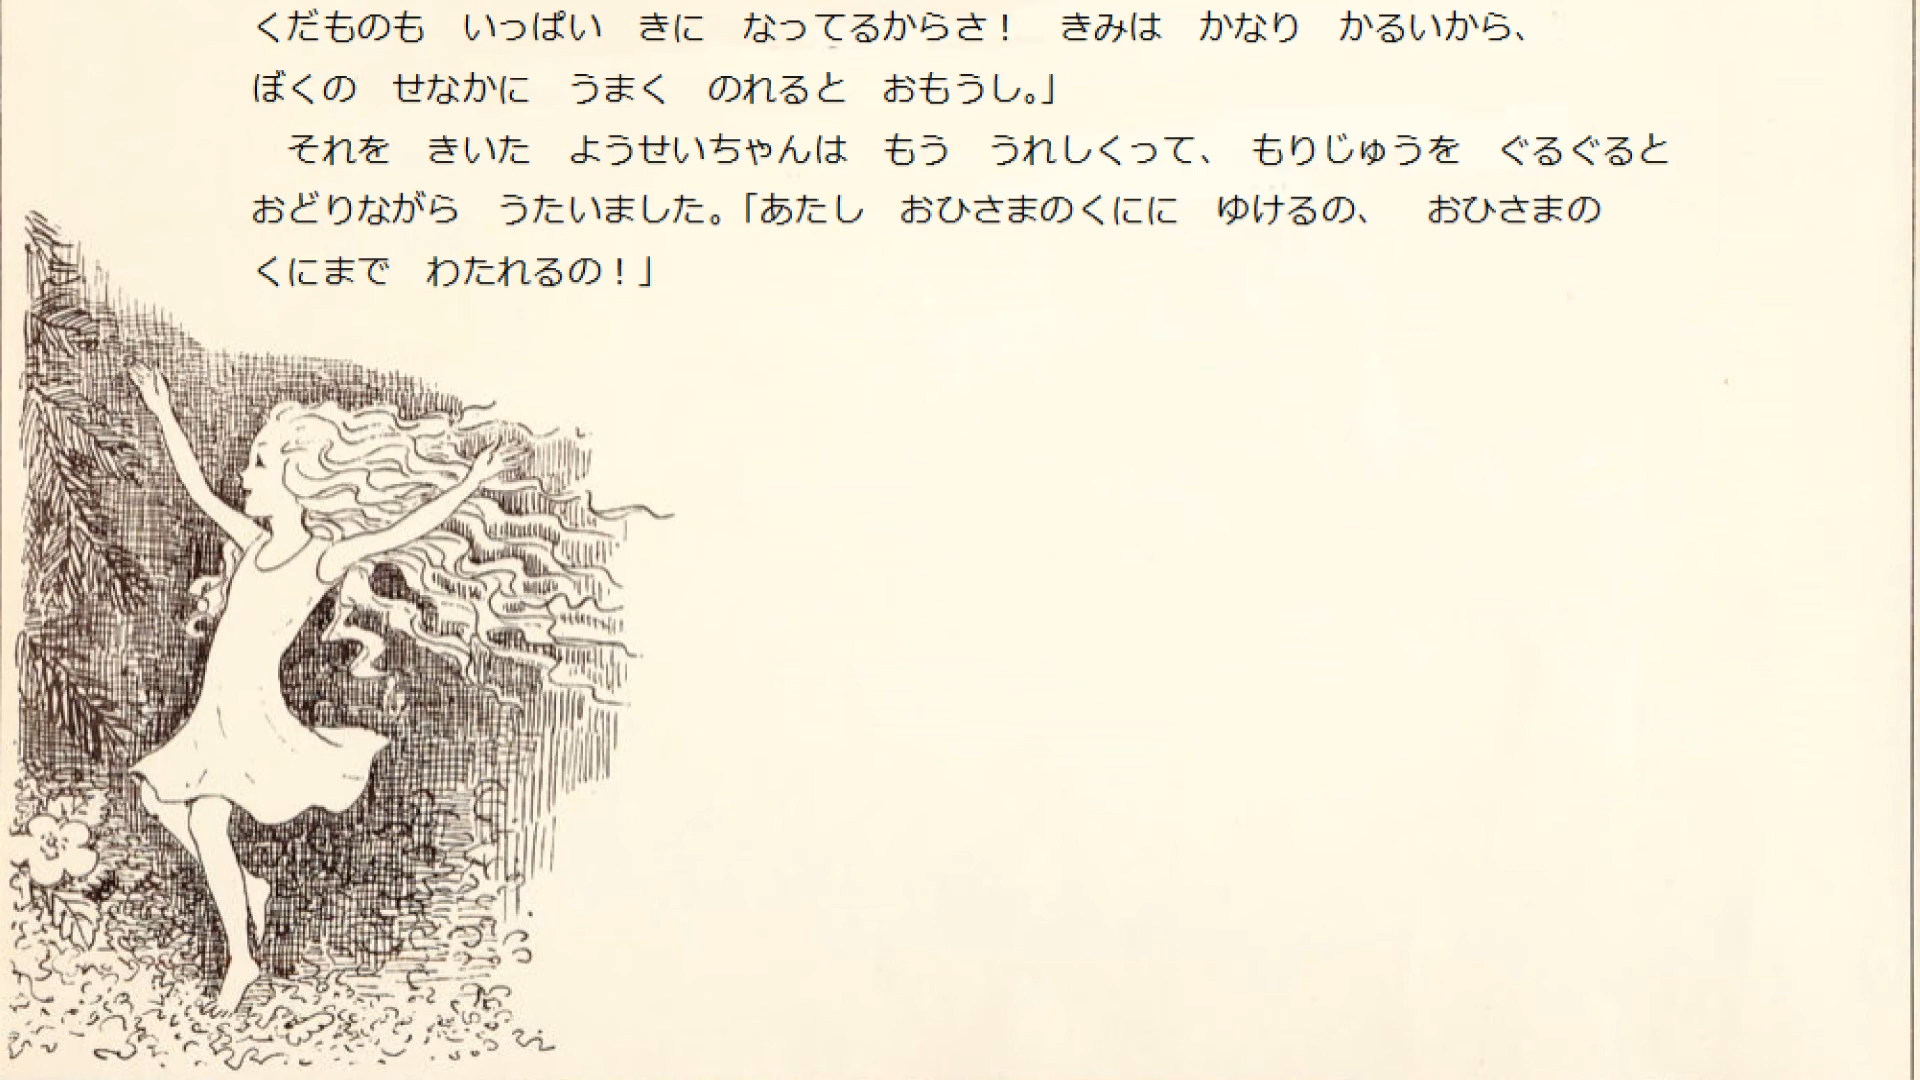 くだものも　いっぱい　きに　なってるからさ！　きみは　かなり　かるいから、
ぼくの　せなかに　うまく　のれると　おもうし。」
　それを　きいた　ようせいちゃんは　もう　うれしくって、　もりじゅうを　ぐるぐると
おどりながら　うたいました。「あたし　おひさまのくにに　ゆけるの、　おひさまの
くにまで　わたれるの！」